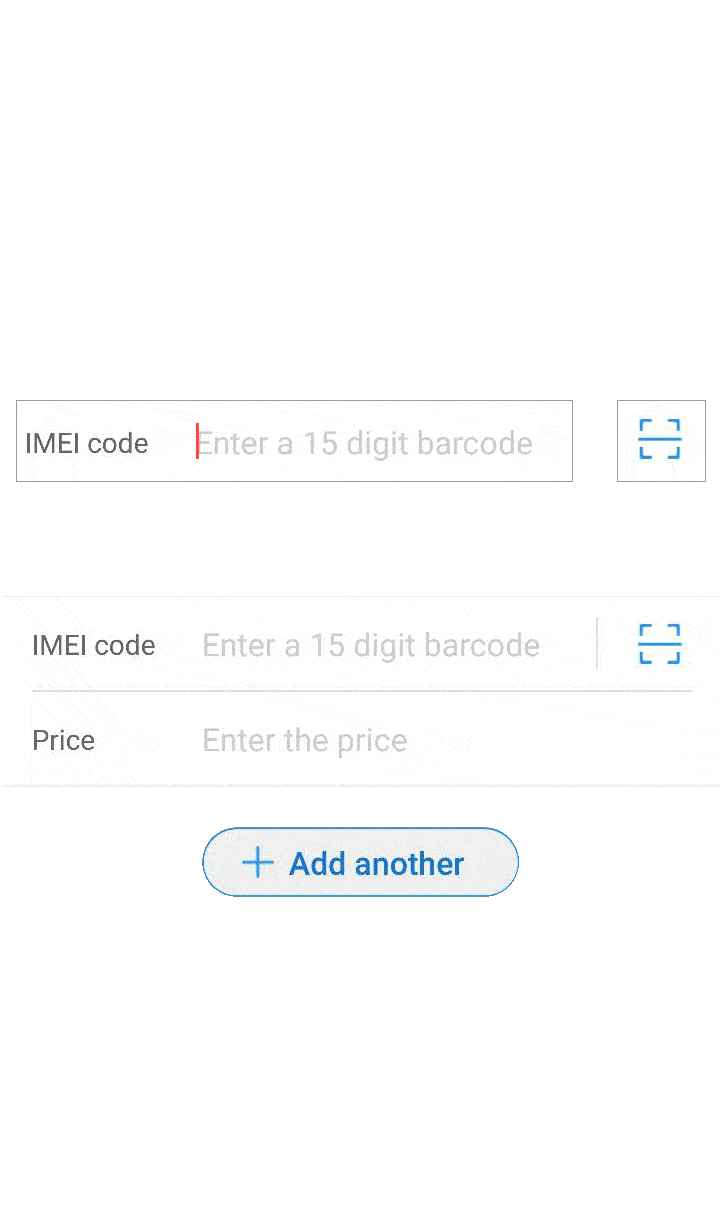 IMEI code Enter a 15 digit barcode
IMEI code Enter a 15 digit barcode
Price Enter the price
Add another